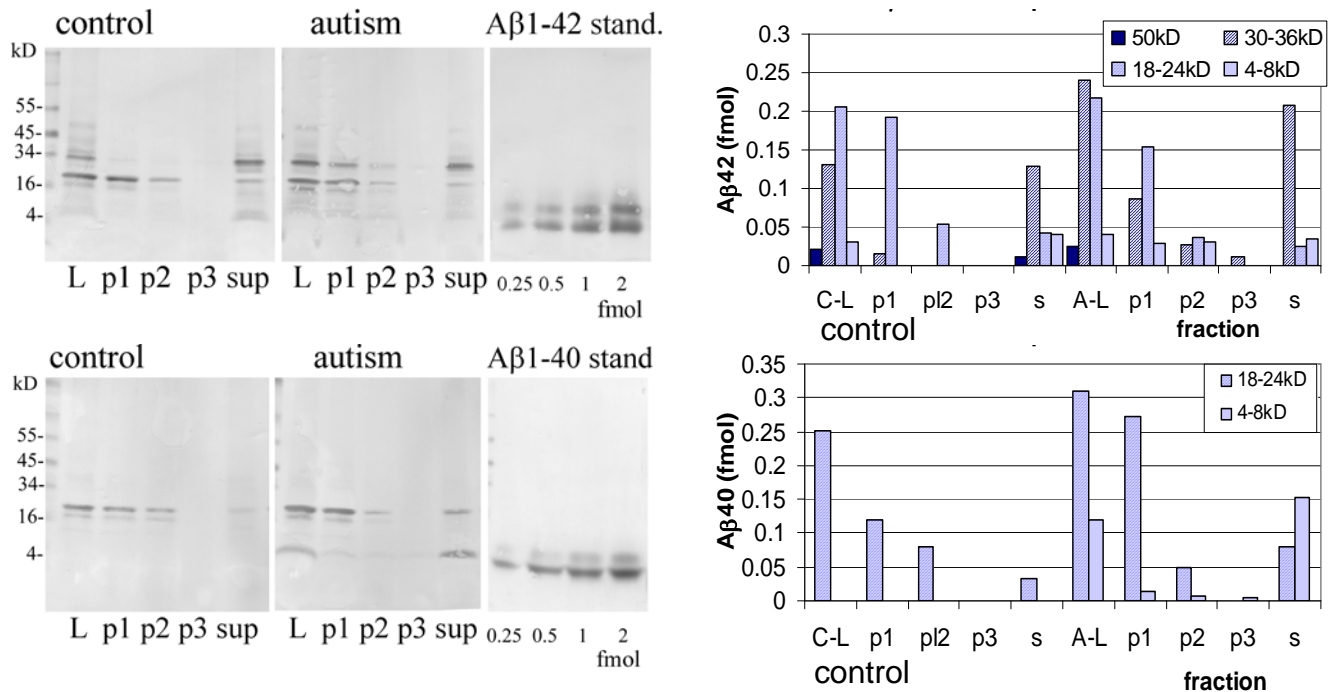 control autism Aβ1-42 stand.
kD
55-
45-
34-
16-
4-
L p1 p2 p3 sup L p1 p2 p3 sup 0.25 0.5 1 2
fmol
50kD 30-36kD
18-24kD 4-8kD
Aβ42 (fmol)
0.3
0.25
0.2
0.15
0.1
0.05
0
C-L p1 pl2 p3 s A-L p1 p2 p3 s
control fraction
control autism Aβ1-40 stand
kD
55-
45-
34-
16-
4-
L p1 p2 p3 sup L p1 p2 p3 sup 0.25 0.5 1 2
fmol
18-24kD
4-8kD
Aβ40 (fmol)
0.35
0.3
0.25
0.2
0.15
0.1
0.05
0
C-L p1 pl2 p3 s A-L p1 p2 p3 s
control fraction